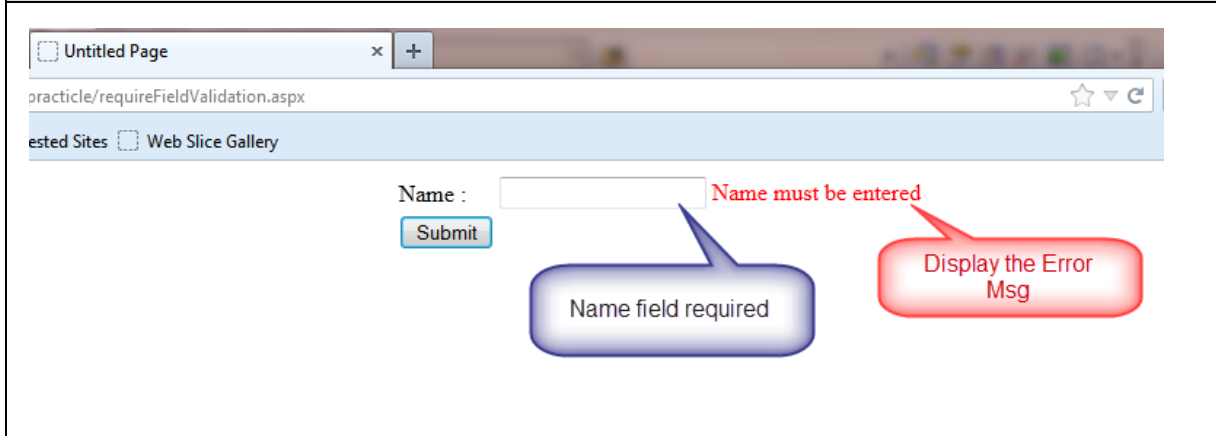 Untitled Page × +
practicle/requireFieldValidation.aspx
ested Sites Web Slice Gallery
Name : Name must be entered
Submit
Display the Error
Msg
Name field required